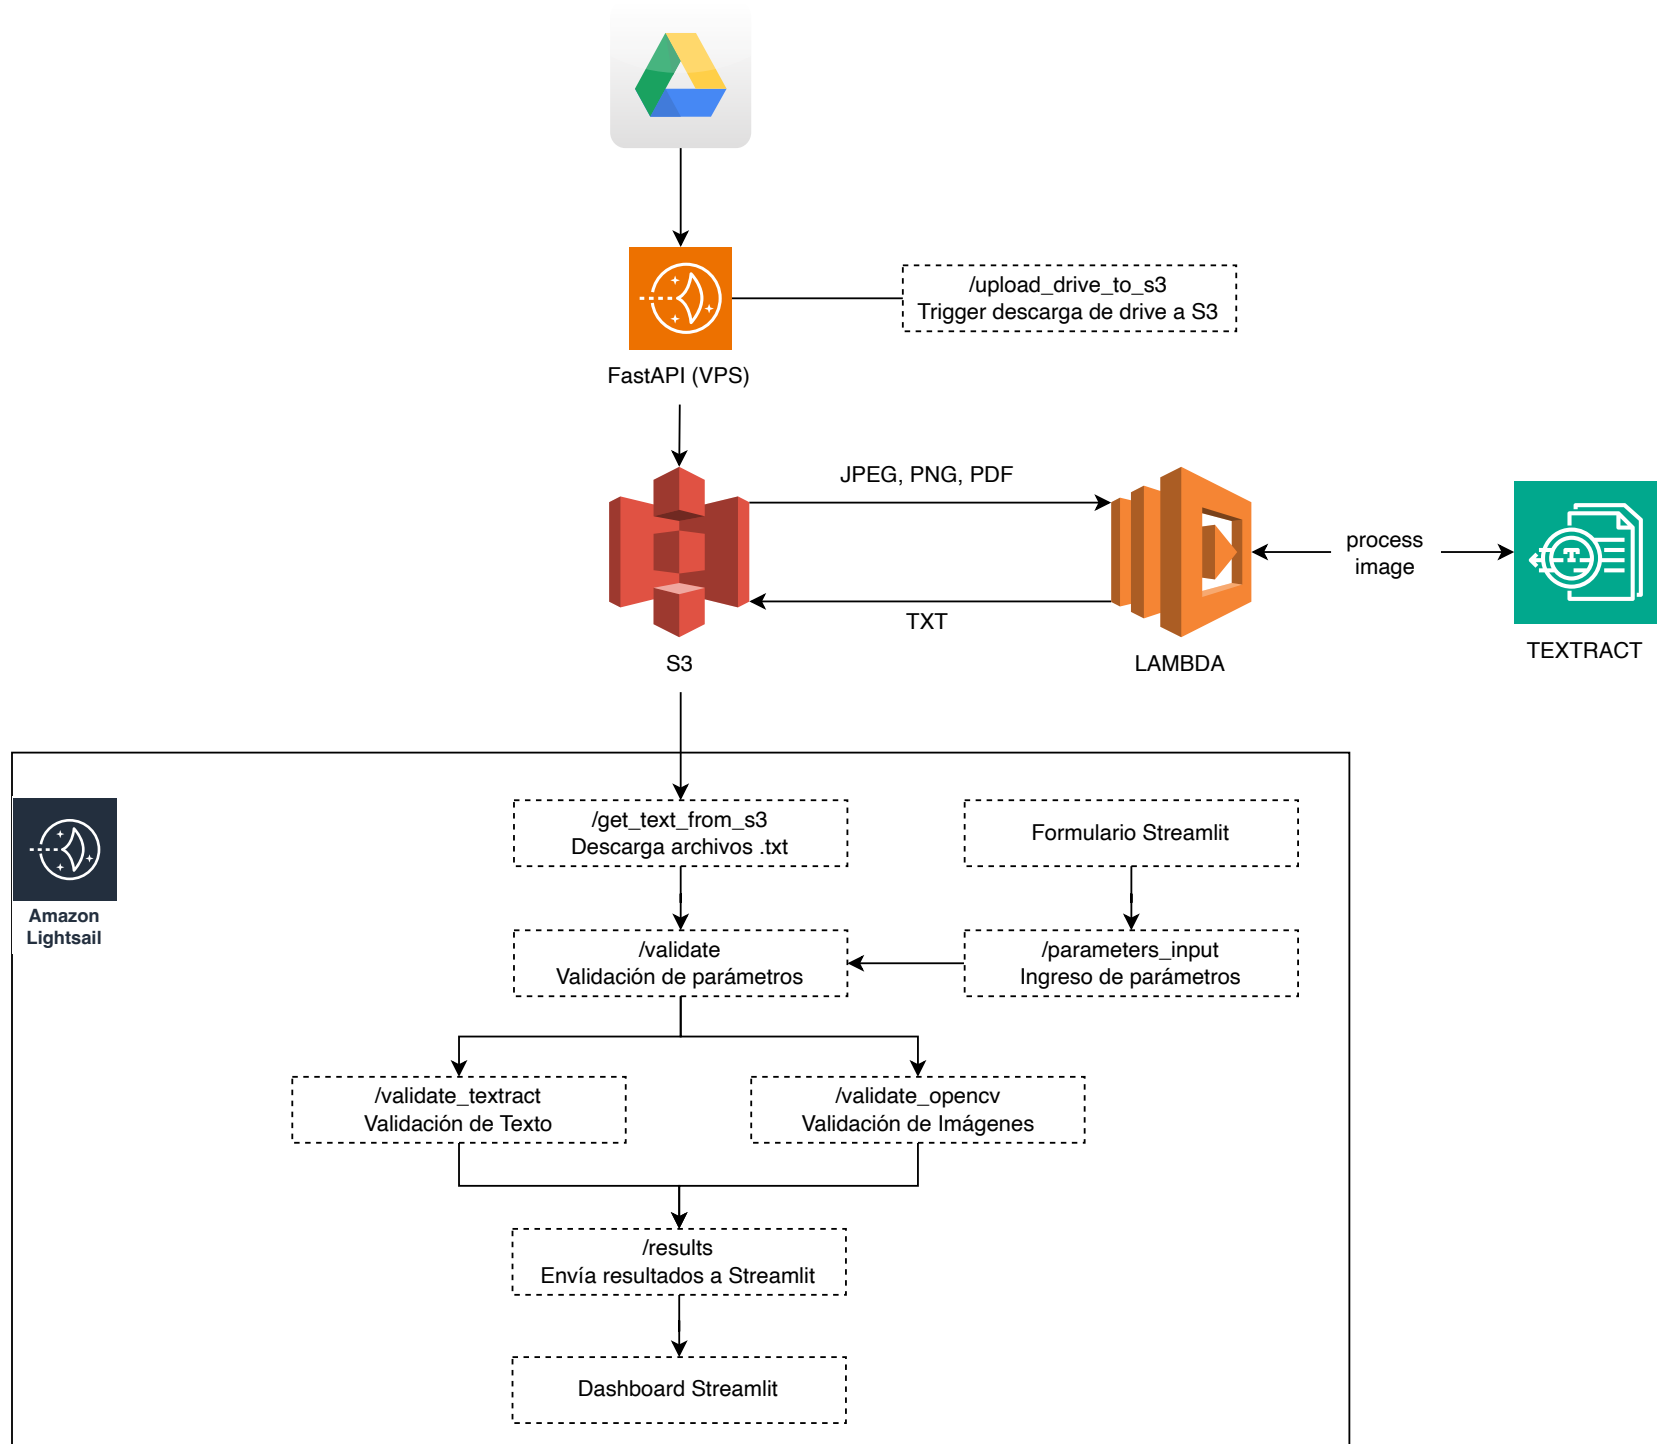 /upload_drive_to_s3
Trigger descarga de drive a S3
FastAPI (VPS)
JPEG, PNG, PDF
process
image
TXT
S3
LAMBDA
TEXTRACT
/get_text_from_s3
Descarga archivos .txt
Formulario Streamlit
Amazon
Lightsail
/validate
Validación de parámetros
/parameters_input
Ingreso de parámetros
/validate_textract
Validación de Texto
/validate_opencv
Validación de Imágenes
/results
Envía resultados a Streamlit
Dashboard Streamlit